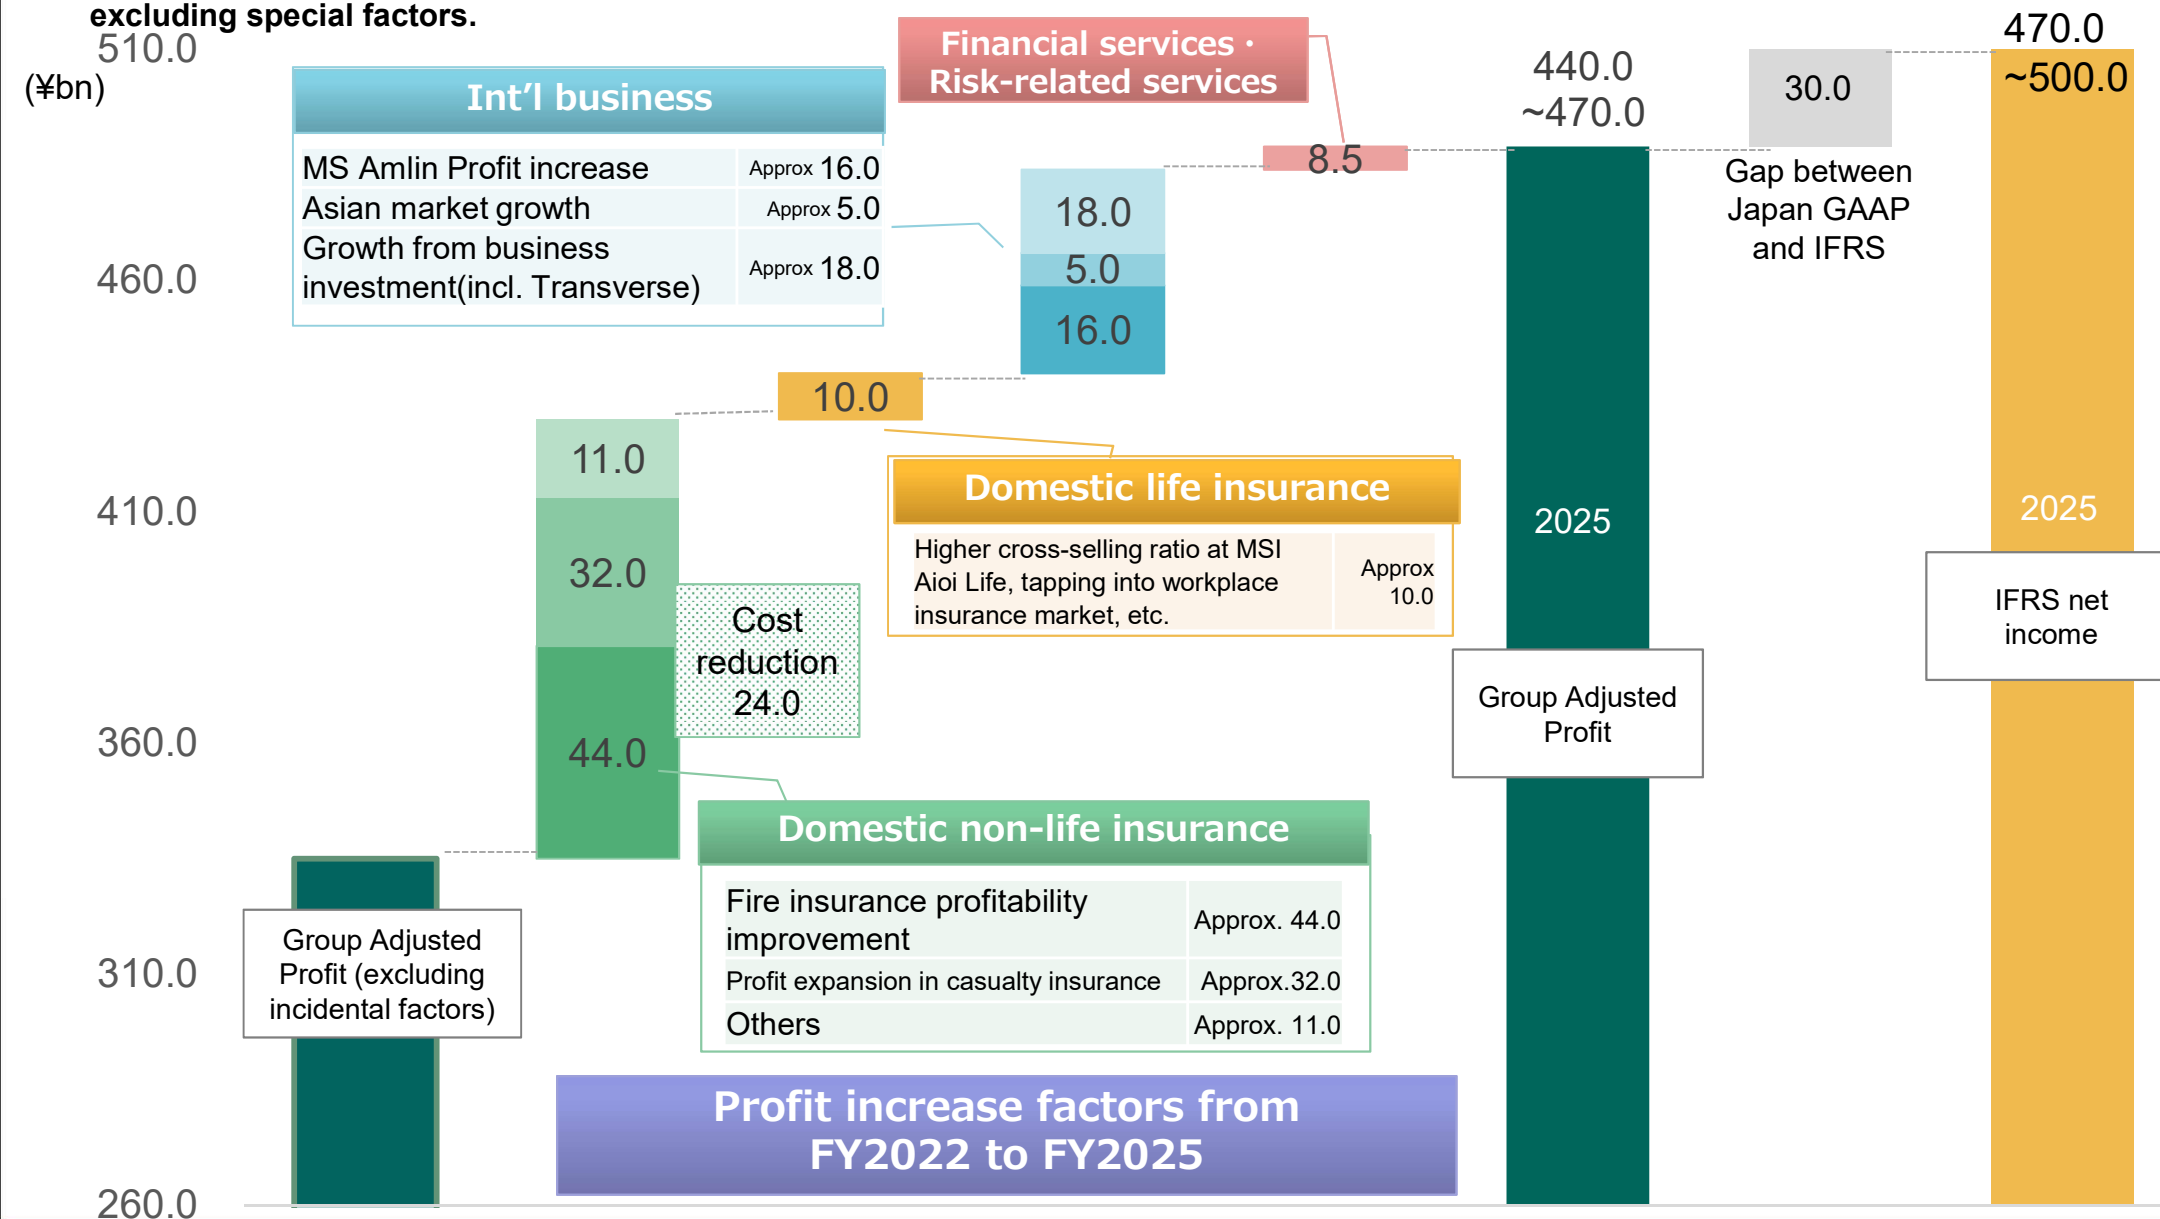 excluding special factors.
510.0
(¥bn)
460.0
410.0
360.0
310.0
260.0
Int’l business
MS Amlin Profit increase
Approx 16.0
Asian market growth
Approx 5.0
Growth from business
investment(incl. Transverse)
Approx 18.0
Financial services・
Risk-related services
8.5
18.0
5.0
16.0
10.0
11.0
32.0
44.0
Cost
reduction
24.0
Domestic life insurance
Higher cross-selling ratio at MSI
Aioi Life, tapping into workplace
insurance market, etc.
Approx
10.0
Domestic non-life insurance
Fire insurance profitability
improvement
Approx. 44.0
Profit expansion in casualty insurance
Approx.32.0
Others
Approx. 11.0
Group Adjusted
Profit (excluding
incidental factors)
Profit increase factors from
FY2022 to FY2025
440.0
~470.0
2025
Group Adjusted
Profit
30.0
Gap between
Japan GAAP
and IFRS
470.0
~500.0
2025
IFRS net
income